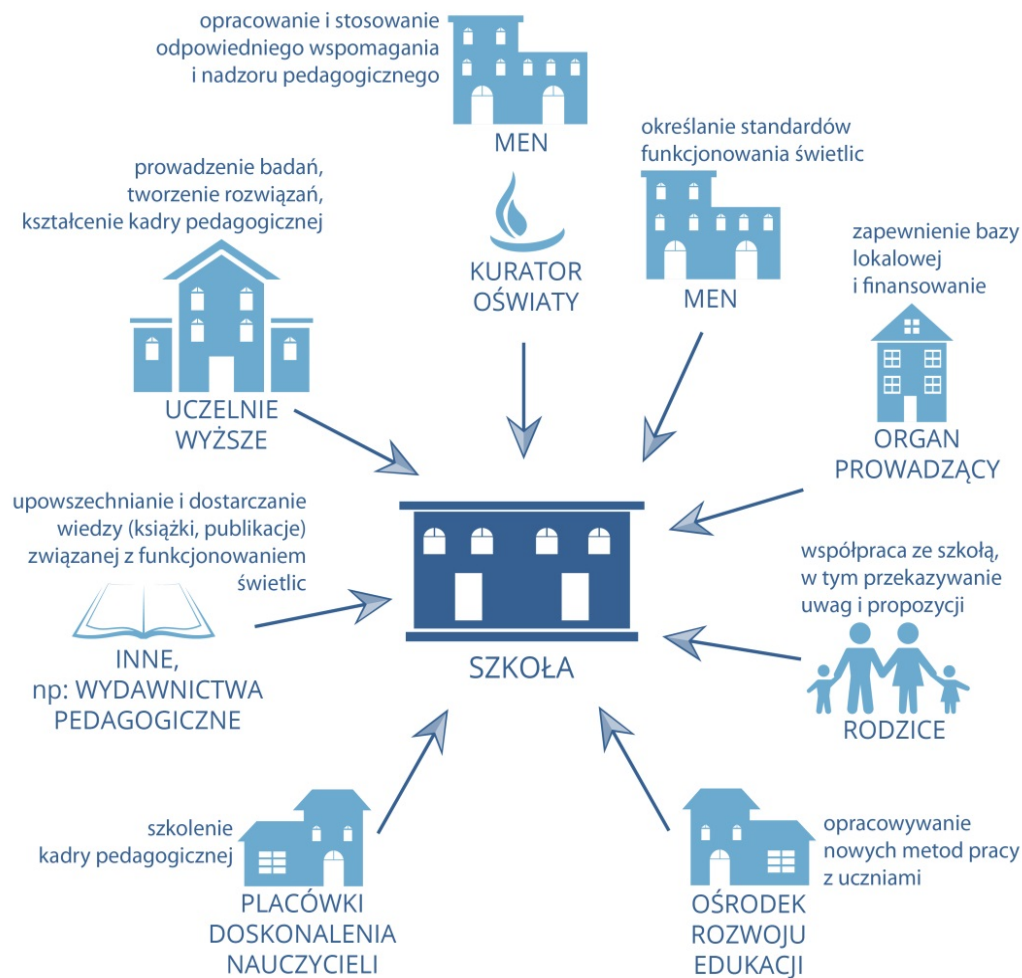 opracowanie i stosowanie
odpowiedniego wspomagania
i nadzoru pedagogicznego
MEN
KURATOR
OŚWIATY
określanie standardów
funkcjonowania świetlic
MEN
prowadzenie badań,
tworzenie rozwiązań,
kształcenie kadry pedagogicznej
UCZELNIE
WYŻSZE
zapewnienie bazy
lokalowej
i finansowanie
ORGAN
PROWADZĄCY
upowszechnianie i dostarczanie
wiedzy (książki, publikacje)
związanej z funkcjonowaniem
świetlic
INNE,
np: WYDAWNICTWA
PEDAGOGICZNE
SZKOŁA
współpraca ze szkołą,
w tym przekazywanie
uwag i propozycji
RODZICE
szkolenie
kadry pedagogicznej
PLACÓWKI
DOSKONALENIA
NAUCZYCIELI
opracowywanie
nowych metod pracy
z uczniami
OŚRODEK
ROZWOJU
EDUKACJI